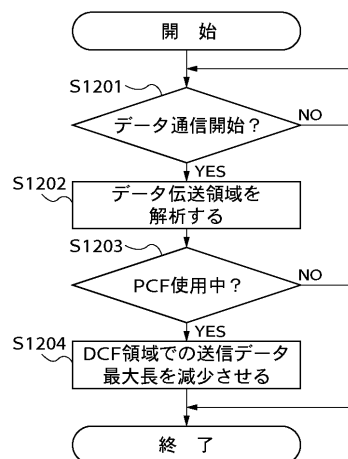 開 始
S1201
データ通信開始？
NO
YES
S1202
データ伝送領域を
解析する
S1203
PCF使用中？
NO
YES
S1204
DCF領域での送信データ
最大長を減少させる
終 了